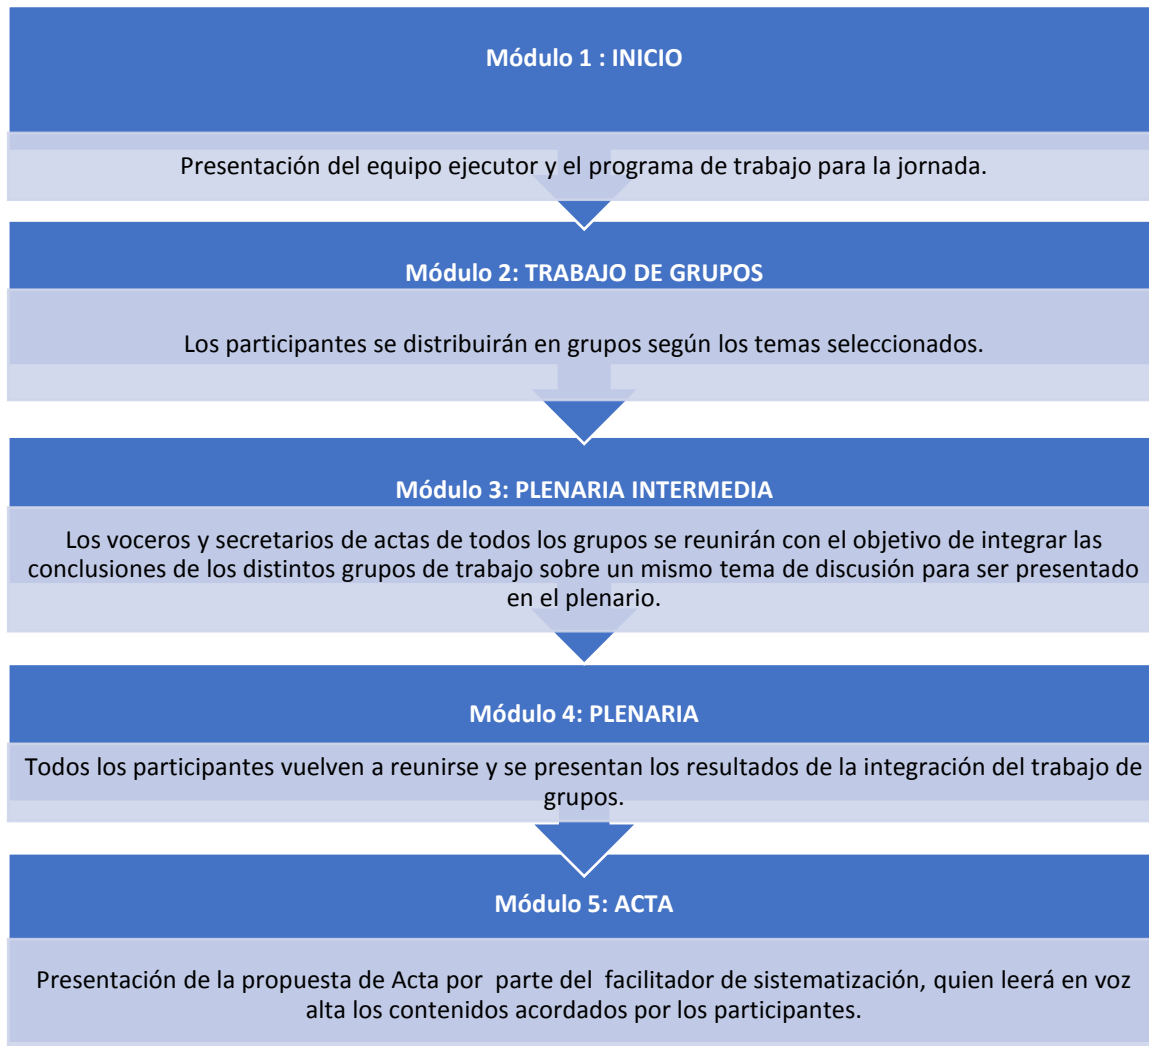 Módulo 1 : INICIO
Presentación del equipo ejecutor y el programa de trabajo para la jornada.
Módulo 2: TRABAJO DE GRUPOS
Los participantes se distribuirán en grupos según los temas seleccionados.
Módulo 3: PLENARIA INTERMEDIA
Los voceros y secretarios de actas de todos los grupos se reunirán con el objetivo de integrar las
conclusiones de los distintos grupos de trabajo sobre un mismo tema de discusión para ser presentado
en el plenario.
Módulo 4: PLENARIA
Todos los participantes vuelven a reunirse y se presentan los resultados de la integración del trabajo de
grupos.
Módulo 5: ACTA
Presentación de la propuesta de Acta por parte del facilitador de sistematización, quien leerá en voz
alta los contenidos acordados por los participantes.